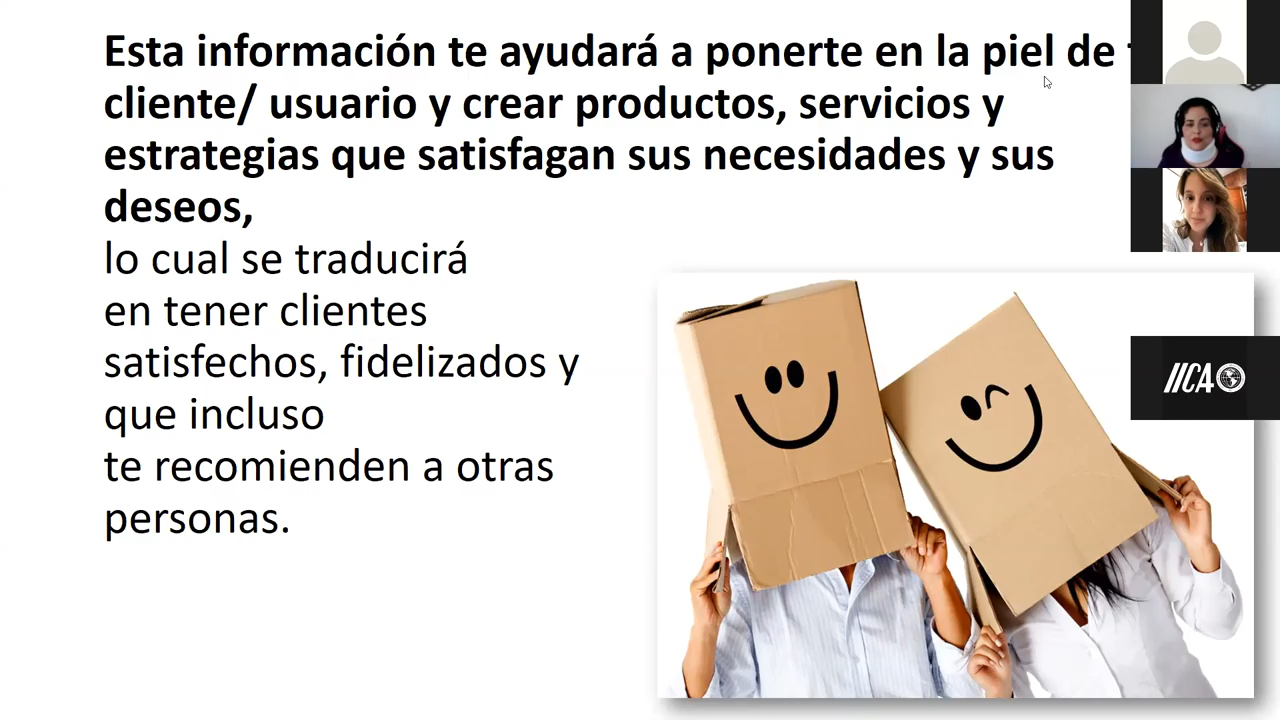 Esta información te ayudará a ponerte en la piel de
cliente/ usuario y crear productos, servicios y
estrategias que satisfagan sus necesidades y sus
deseos,
lo cual se traducirá
en tener clientes
satisfechos, fidelizados y
que incluso
te recomienden a otras
personas.
IICA